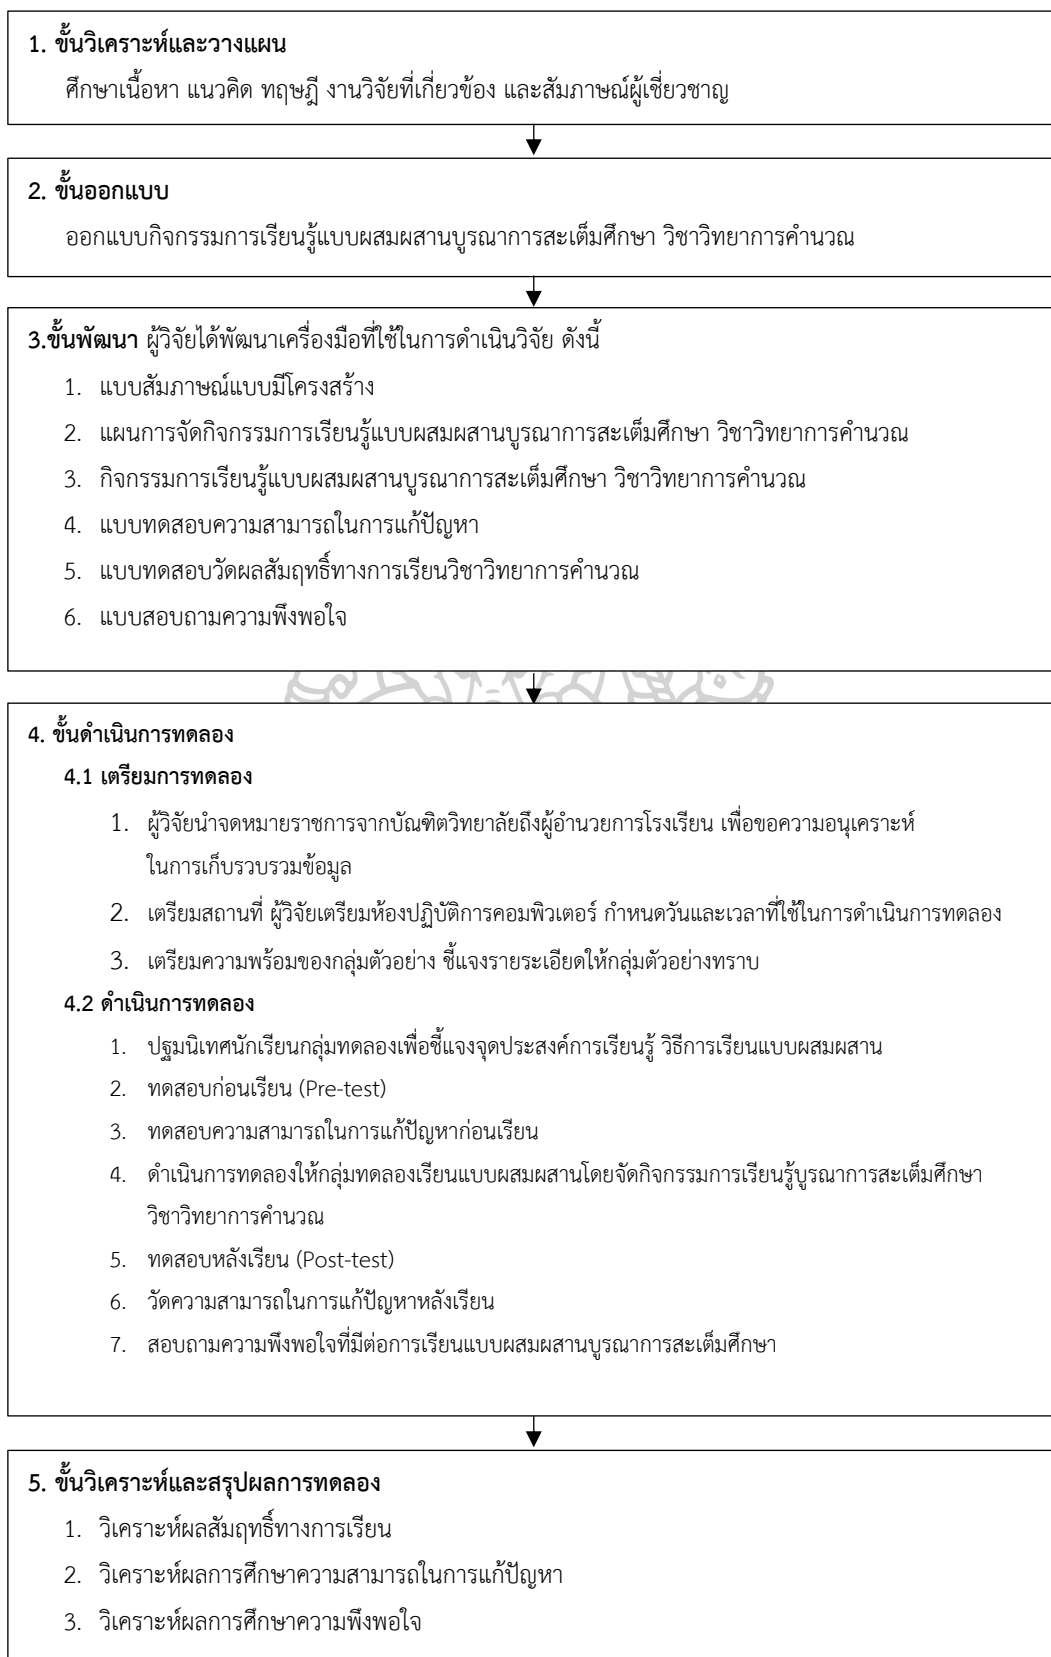 1. ขั้นวิเคราะห์และวางแผน
ศึกษาเนื้อหา แนวคิด ทฤษฎี งานวิจัยที่เกี่ยวข้อง และสัมภาษณ์ผู้เชี่ยวชาญ
2. ขั้นออกแบบ
ออกแบบกิจกรรมการเรียนรู้แบบผสมผสานบูรณาการสะเต็มศึกษา วิชาวิทยาการคำนวณ
3.ขั้นพัฒนา ผู้วิจัยได้พัฒนาเครื่องมือที่ใช้ในการดำเนินวิจัย ดังนี้
1. แบบสัมภาษณ์แบบมีโครงสร้าง
2. แผนการจัดกิจกรรมการเรียนรู้แบบผสมผสานบูรณาการสะเต็มศึกษา วิชาวิทยาการคำนวณ
3. กิจกรรมการเรียนรู้แบบผสมผสานบูรณาการสะเต็มศึกษา วิชาวิทยาการคำนวณ
4. แบบทดสอบความสามารถในการแก้ปัญหา
5. แบบทดสอบวัดผลสัมฤทธิ์ทางการเรียนวิชาวิทยาการคำนวณ
6. แบบสอบถามความพึงพอใจ
4. ขั้นดำเนินการทดลอง
4.1 เตรียมการทดลอง
1. ผู้วิจัยนำจดหมายราชการจากบัณฑิตวิทยาลัยถึงผู้อำนวยการโรงเรียน เพื่อขอความอนุเคราะห์
ในการเก็บรวบรวมข้อมูล
2. เตรียมสถานที่ ผู้วิจัยเตรียมห้องปฏิบัติการคอมพิวเตอร์ กำหนดวันและเวลาที่ใช้ในการดำเนินการทดลอง
3. เตรียมความพร้อมของกลุ่มตัวอย่าง ชี้แจงรายระเอียดให้กลุ่มตัวอย่างทราบ
4.2 ดำเนินการทดลอง
1. ปฐมนิเทศนักเรียนกลุ่มทดลองเพื่อชี้แจงจุดประสงค์การเรียนรู้ วิธีการเรียนแบบผสมผสาน
2. ทดสอบก่อนเรียน (Pre-test)
3. ทดสอบความสามารถในการแก้ปัญหาก่อนเรียน
4. ดำเนินการทดลองให้กลุ่มทดลองเรียนแบบผสมผสานโดยจัดกิจกรรมการเรียนรู้บูรณาการสะเต็มศึกษา
วิชาวิทยาการคำนวณ
5. ทดสอบหลังเรียน (Post-test)
6. วัดความสามารถในการแก้ปัญหาหลังเรียน
7. สอบถามความพึงพอใจที่มีต่อการเรียนแบบผสมผสานบูรณาการสะเต็มศึกษา
5. ขั้นวิเคราะห์และสรุปผลการทดลอง
1. วิเคราะห์ผลสัมฤทธิ์ทางการเรียน
2. วิเคราะห์ผลการศึกษาความสามารถในการแก้ปัญหา
3. วิเคราะห์ผลการศึกษาความพึงพอใจ